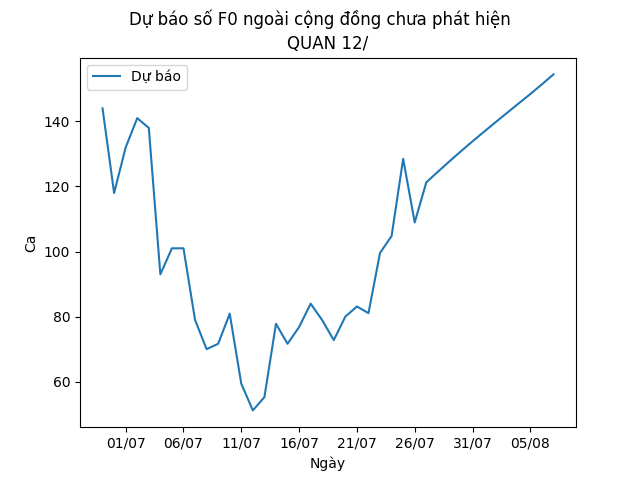 Dự báo số F0 ngoài cộng đồng chưa phát hiện
QUAN 12/
Dự báo
140
120
100
80
60
Ca
01/07 06/07 11/07 16/07 21/07 26/07 31/07 05/08
Ngày